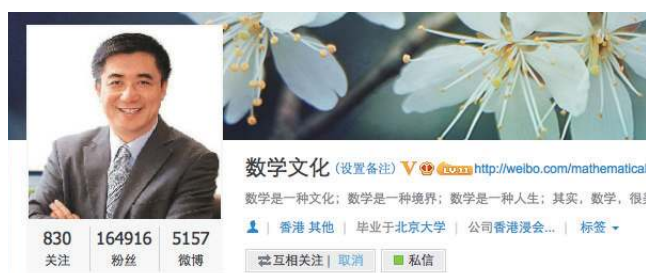 数学文化 (设置备注) V LV.11 http://weibo.com/mathematical
数学是一种文化；数学是一种境界；数学是一种人生；其实，数学，很
香港 其他 | 毕业于北京大学 | 公司香港浸会... | 标签
830 164916 5157
关注 粉丝 微博
互相关注 | 取消 私信